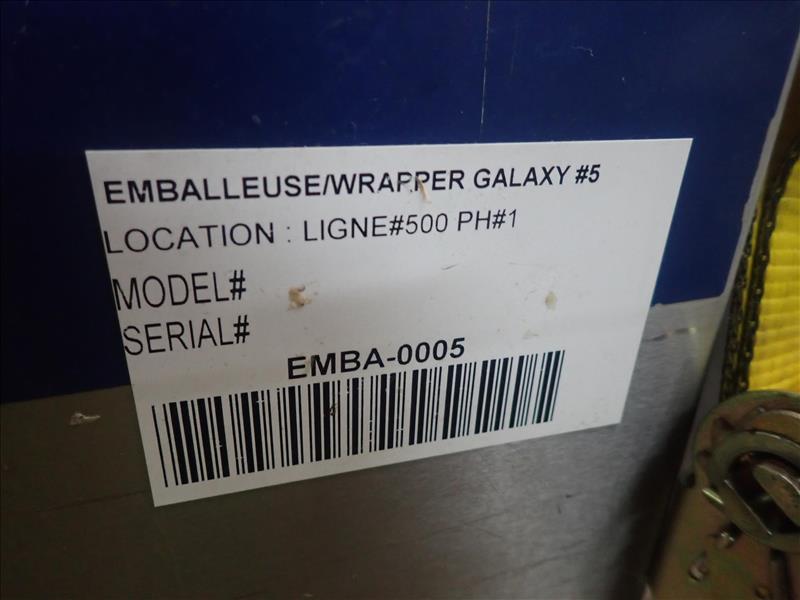 EMBALLEUSE/WRAPPER GALAXY #5
LOCATION : LIGNE#500 PH#1
MODEL#
SERIAL#
EMBA-0005